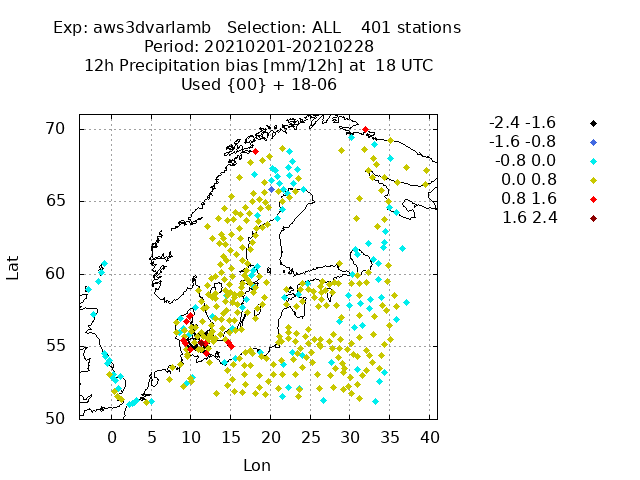 Exp: aws3dvarlamb   Selection: ALL    401 stations
Period: 20210201-20210228
12h Precipitation bias [mm/12h] at  18 UTC
Used {00} + 18-06
-2.4 -1.6
-1.6 -0.8
-0.8 0.0
0.0 0.8
0.8 1.6
1.6 2.4
70
65
60
55
50
Lat
0 5 10 15 20 25 30 35 40
Lon